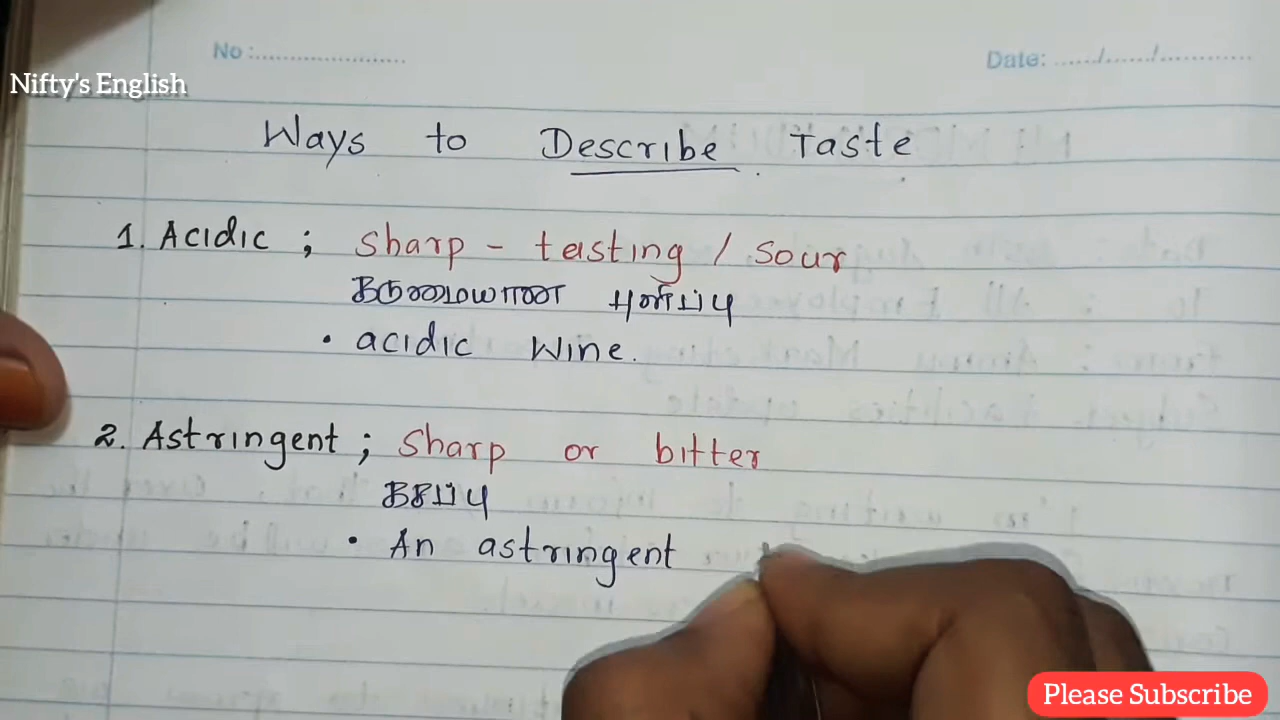 No :......................
Date: ....../....../............
Nifty's English
Ways to Describe Taste
1. Acidic ; Sharp - tasting / Sour
புளிப்பு
• acidic Wine.
2. Astringent ; Sharp or bitter
கசப்பு
• An astringent
Please Subscribe